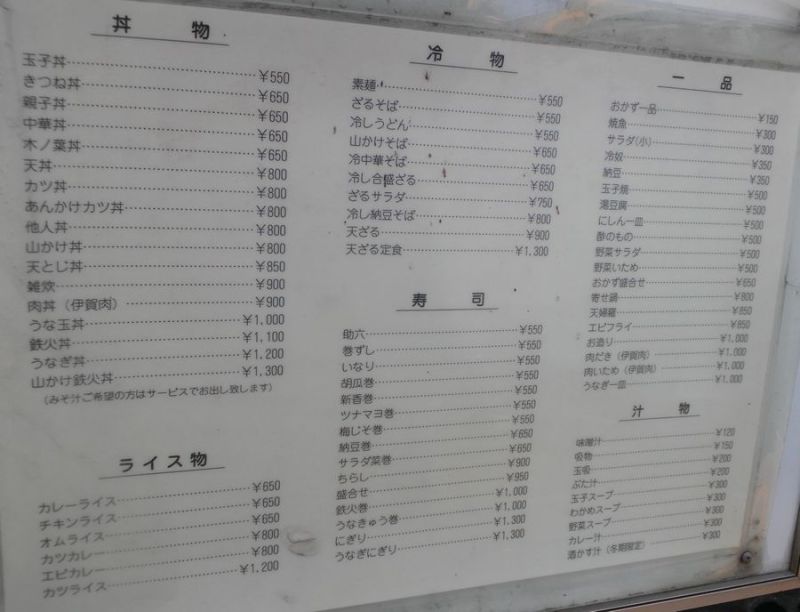 丼物
玉子丼 ¥550
きつね丼 ¥650
親子丼 ¥650
中華丼 ¥650
木ノ葉丼 ¥650
天丼 ¥800
カツ丼 ¥800
あんかけカツ丼 ¥800
他人丼 ¥800
山かけ丼 ¥800
天とじ丼 ¥850
雑炊 ¥900
肉丼（伊賀肉） ¥900
うな玉丼 ¥1,000
鉄火丼 ¥1,100
うなぎ丼 ¥1,200
山かけ鉄火丼 ¥1,300
（みそ汁ご希望の方はサービスでお出し致します）
ライス物
カレーライス ¥650
チキンライス ¥650
オムライス ¥650
カツカレー ¥800
エビカレー ¥800
カツライス ¥1,200
冷物
素麺 ¥550
ざるそば ¥550
冷しうどん ¥550
山かけそば ¥650
冷中華そば ¥650
冷し合盛ざる ¥650
ざるサラダ ¥750
冷し納豆そば ¥800
天ざる ¥900
天ざる定食 ¥1,300
寿司
助六 ¥550
巻ずし ¥550
いなり ¥550
胡瓜巻 ¥550
新香巻 ¥550
ツナマヨ巻 ¥550
梅じそ巻 ¥550
納豆巻 ¥650
サラダ菜巻 ¥650
ちらし ¥900
盛合せ ¥950
鉄火巻 ¥1,000
うなきゅう巻 ¥1,000
にぎり ¥1,300
うなぎにぎり ¥1,300
一品
おかず一品 ¥150
焼魚 ¥300
サラダ(小) ¥300
冷奴 ¥350
納豆 ¥350
玉子焼 ¥500
湯豆腐 ¥500
にしん一皿 ¥500
酢のもの ¥500
野菜サラダ ¥500
野菜いため ¥500
おかず盛合せ ¥650
寄せ鍋 ¥800
天婦羅 ¥850
エビフライ ¥850
お造り ¥1,000
肉だき（伊賀肉） ¥1,000
肉いため（伊賀肉） ¥1,000
うなぎ一皿 ¥1,000
汁物
味噌汁 ¥120
吸物 ¥150
玉吸 ¥200
ぶた汁 ¥200
玉子スープ ¥300
わかめスープ ¥300
野菜スープ ¥300
カレー汁 ¥300
酒かす汁（冬期限定） ¥300